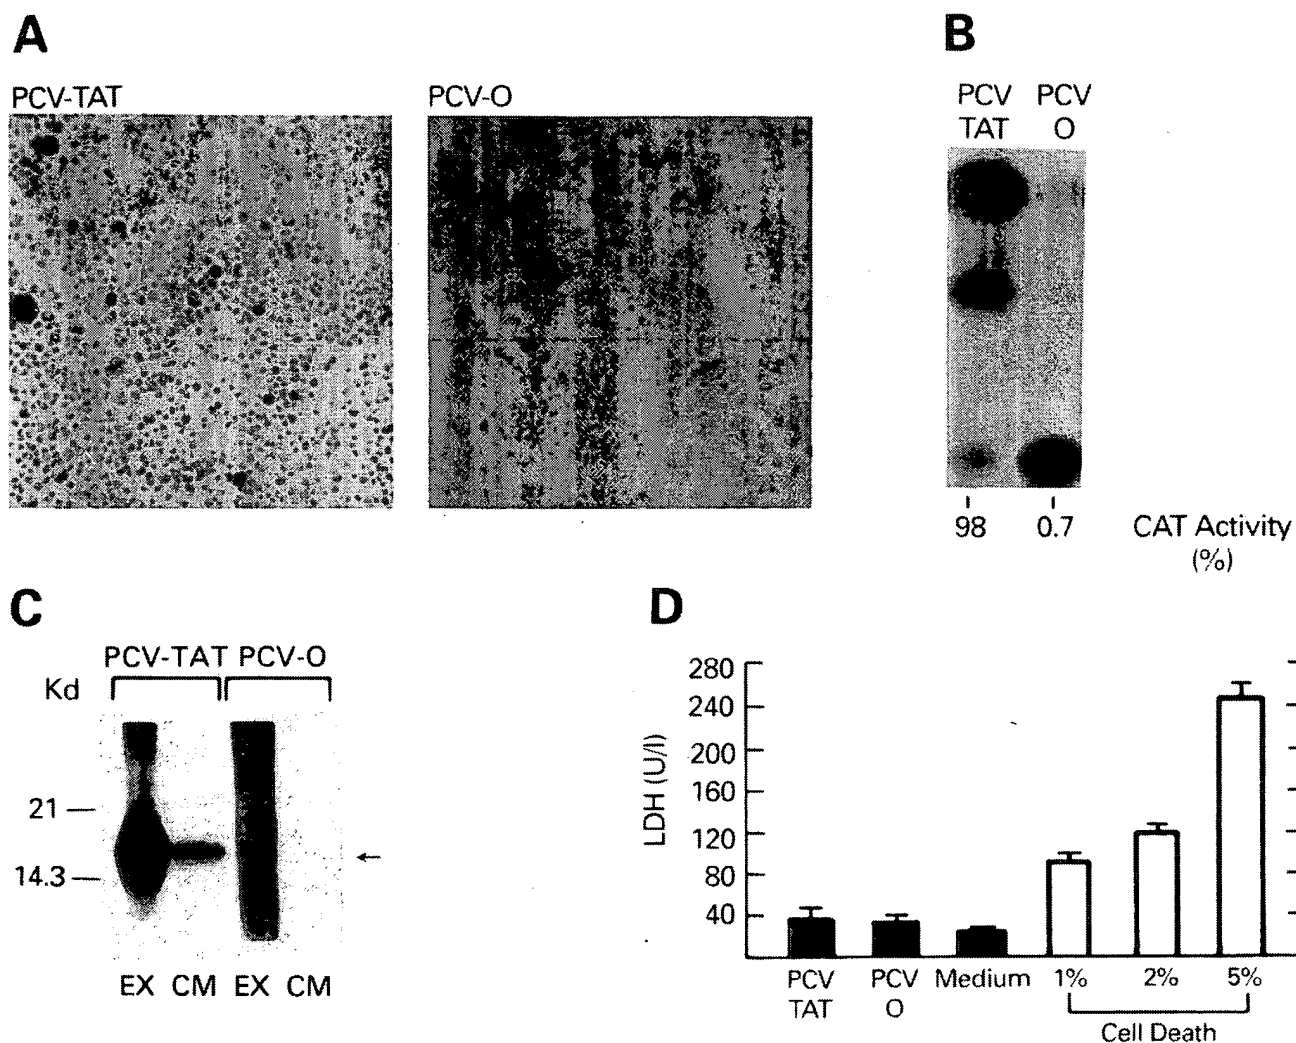 A
PCV-TAT
PCV-O
B
PCV PCV
TAT O
98 0.7 CAT Activity
(%)
C
PCV-TAT PCV-O
Kd
21
14.3
EX CM EX CM
D
LDH (U/l)
280
240
200
160
120
80
40
PCV PCV Medium 1% 2% 5%
TAT O
Cell Death